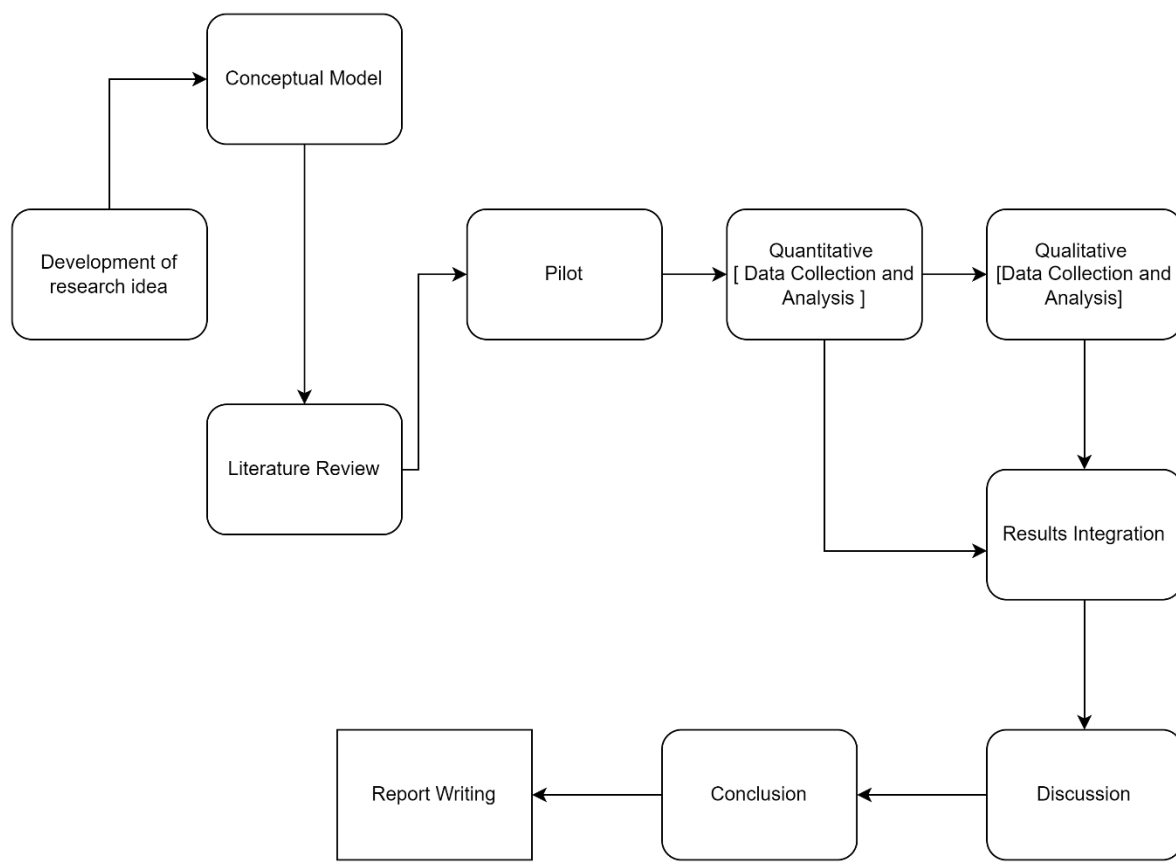 Conceptual Model
Development of
research idea
Literature Review
Pilot
Quantitative
[ Data Collection and
Analysis ]
Qualitative
[Data Collection and
Analysis]
Results Integration
Discussion
Conclusion
Report Writing